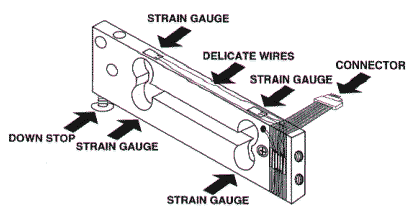 STRAIN GAUGE
DELICATE WIRES
CONNECTOR
STRAIN GAUGE
DOWN STOP
STRAIN GAUGE
STRAIN GAUGE